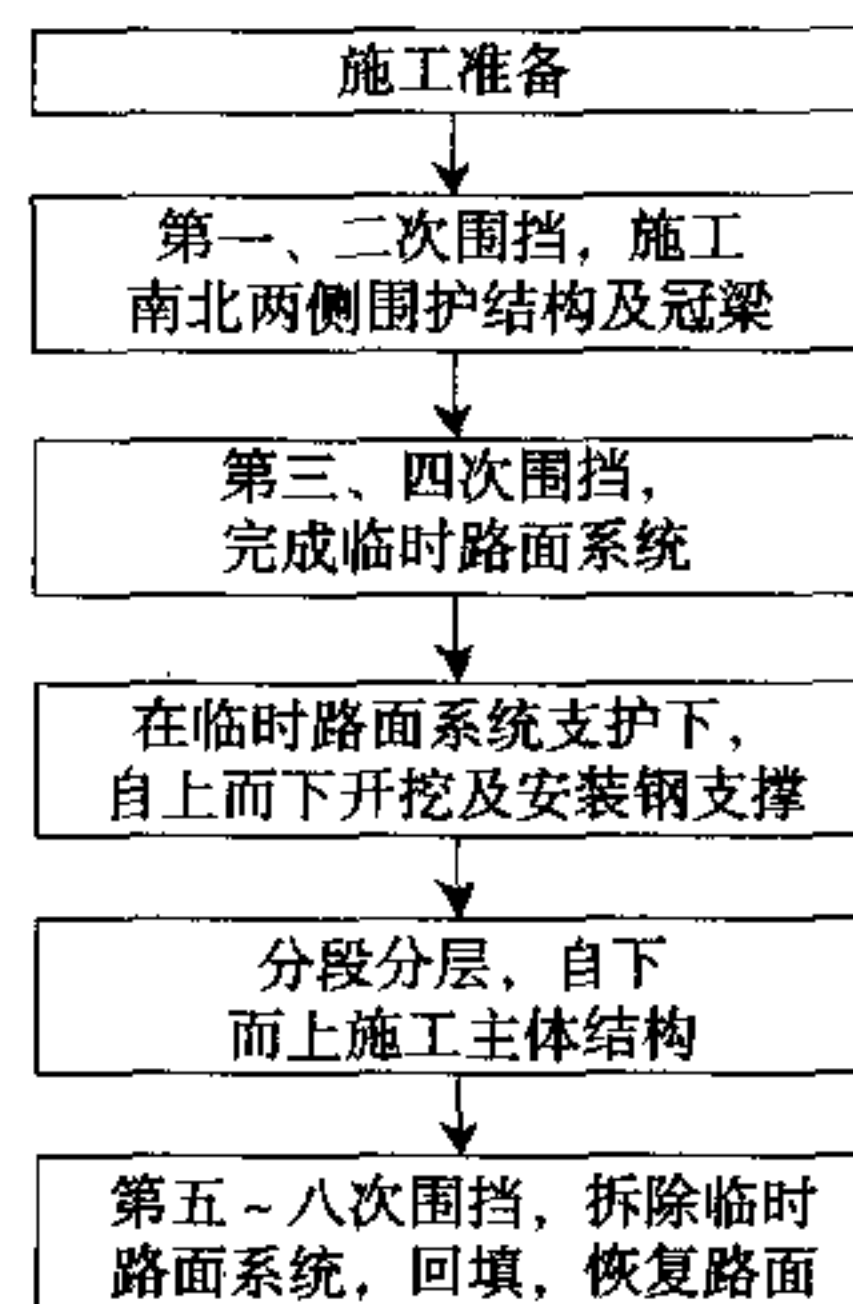 施工准备
第一、二次围挡，施工
南北两侧围护结构及冠梁
第三、四次围挡，
完成临时路面系统
在临时路面系统支护下，
自上而下开挖及安装钢支撑
分段分层，自下
而上施工主体结构
第五~八次围挡，拆除临时
路面系统，回填，恢复路面